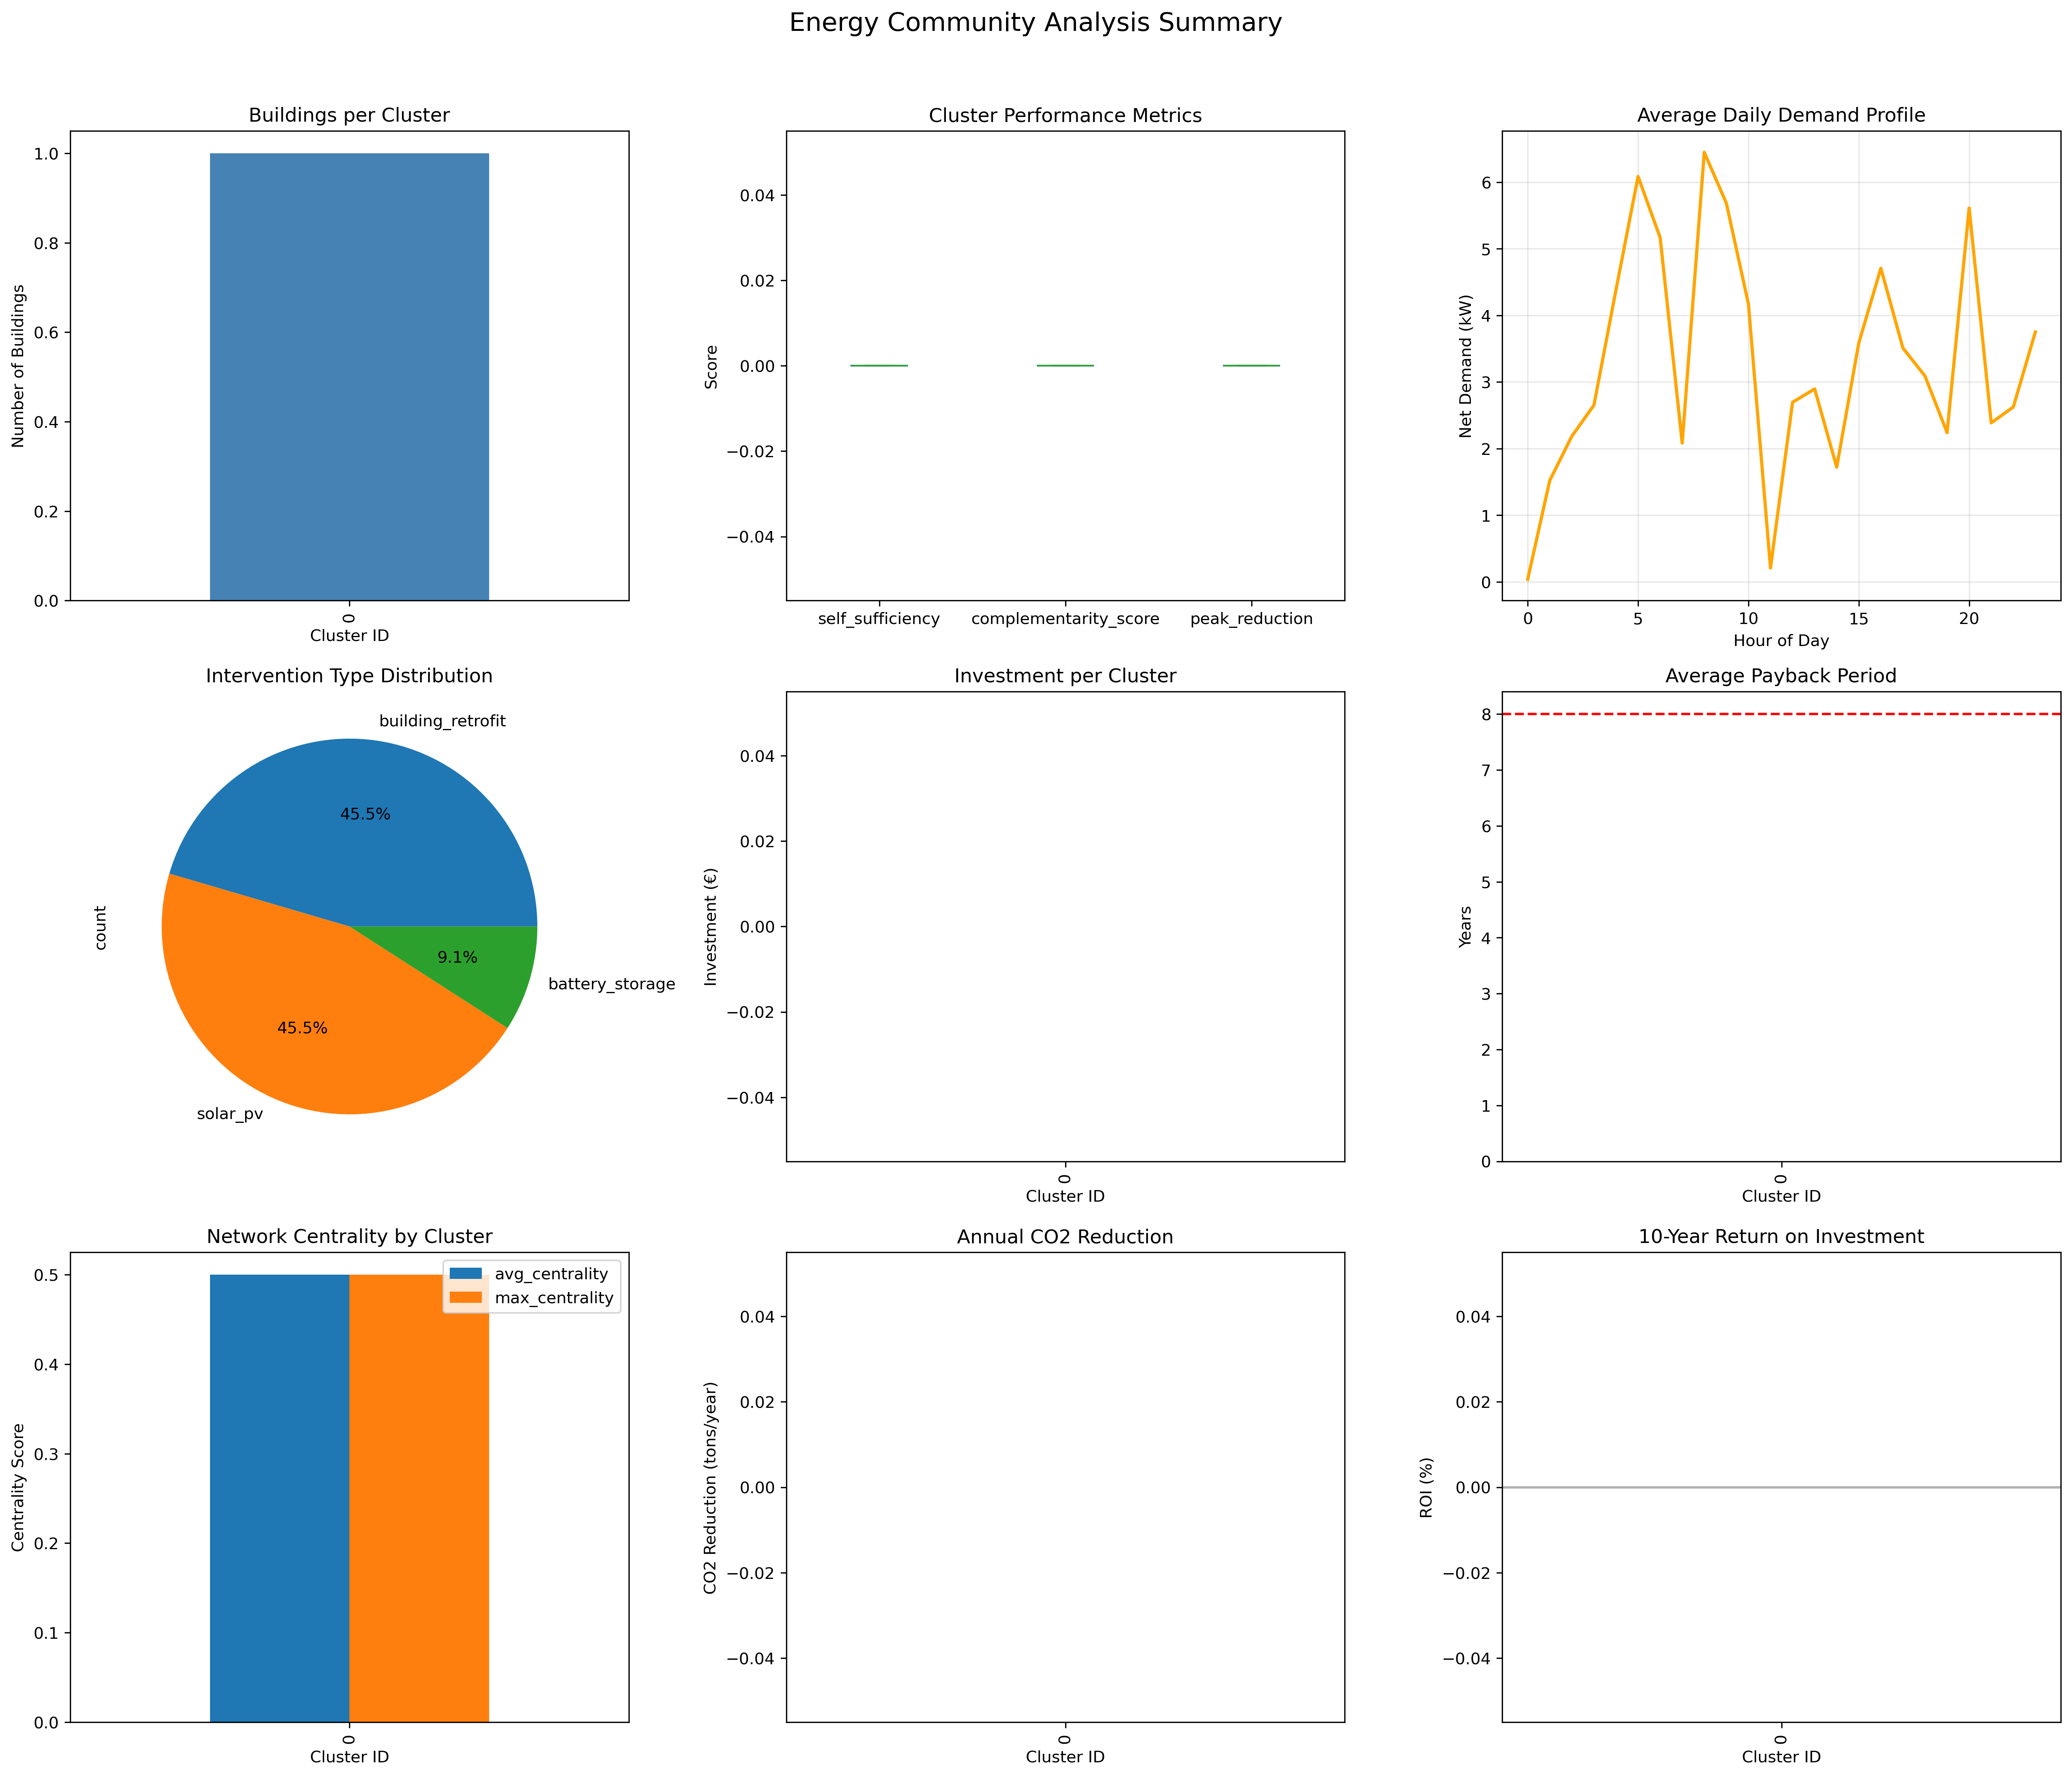 Energy Community Analysis Summary
Buildings per Cluster
Number of Buildings
1.0
0.8
0.6
0.4
0.2
0.0
0
Cluster ID
Cluster Performance Metrics
Score
0.04
0.02
0.00
−0.02
−0.04
self_sufficiency complementarity_score peak_reduction
Average Daily Demand Profile
Net Demand (kW)
6
5
4
3
2
1
0
0 5 10 15 20
Hour of Day
Intervention Type Distribution
count
building_retrofit
45.5%
9.1%
battery_storage
45.5%
solar_pv
Investment per Cluster
Investment (€)
0.04
0.02
0.00
−0.02
−0.04
0
Cluster ID
Average Payback Period
Years
8
7
6
5
4
3
2
1
0
0
Cluster ID
Network Centrality by Cluster
Centrality Score
0.5
0.4
0.3
0.2
0.1
0.0
avg_centrality
max_centrality
0
Cluster ID
Annual CO2 Reduction
CO2 Reduction (tons/year)
0.04
0.02
0.00
−0.02
−0.04
0
Cluster ID
10-Year Return on Investment
ROI (%)
0.04
0.02
0.00
−0.02
−0.04
0
Cluster ID